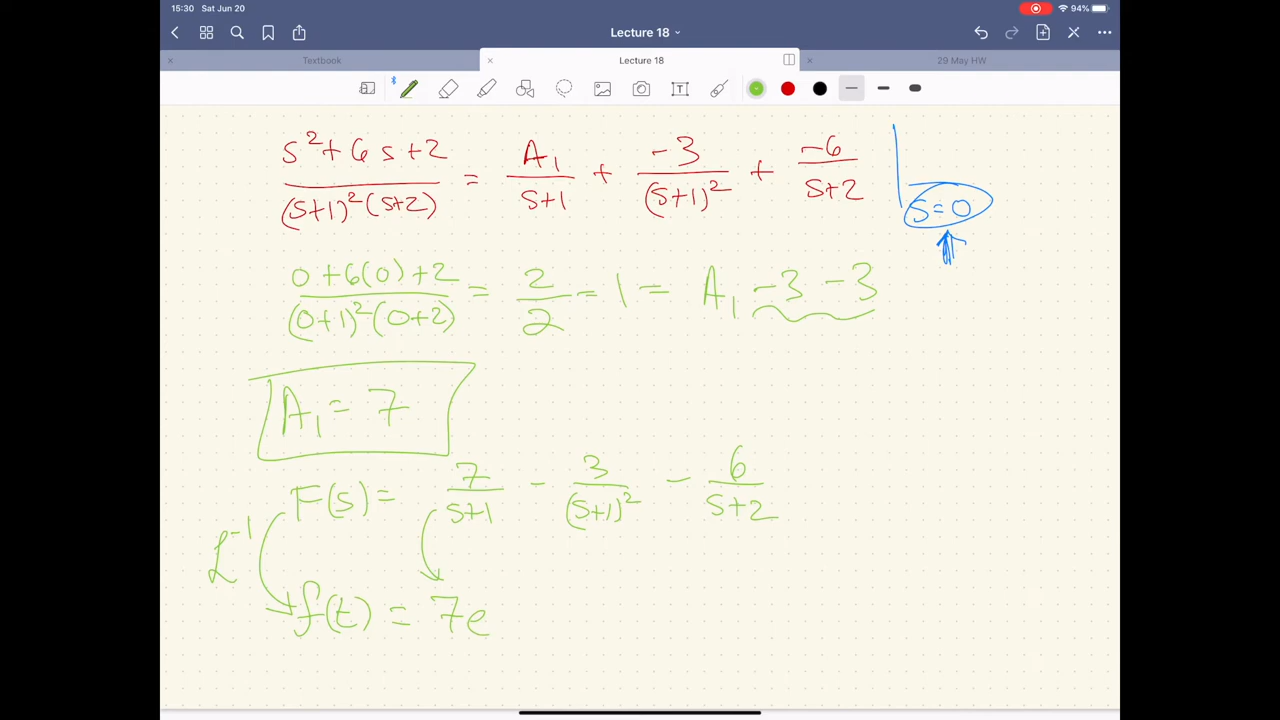 15:30 Sat Jun 20 94%
Lecture 18
Textbook Lecture 18 29 May HW
s²+6s+2/(s+1)²(s+2) = A₁/s+1 + -3/(s+1)² + -6/s+2 | s=0
0+6(0)+2/(0+1)²(0+2) = 2/2 = 1 = A₁ -3 -3
A₁ = 7
F(s) = 7/s+1 - 3/(s+1)² - 6/s+2
ℒ⁻¹
f(t) = 7e